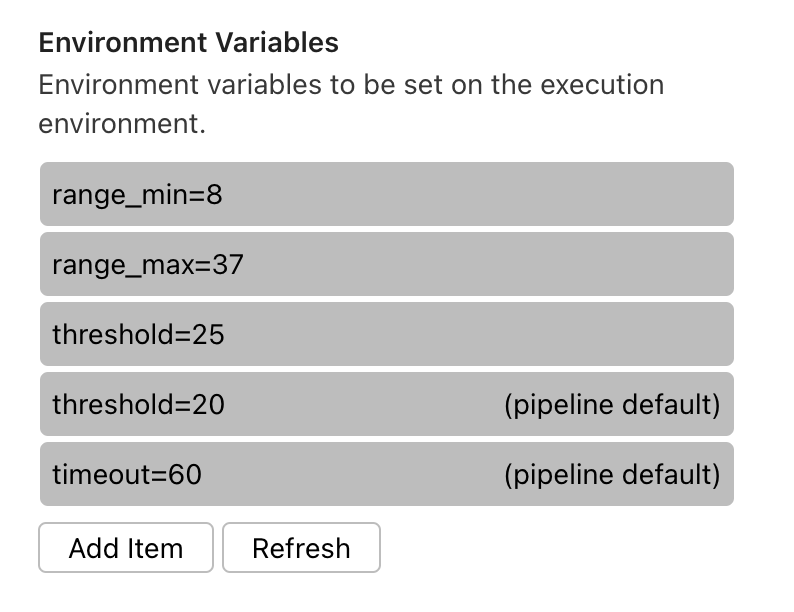 Environment Variables
Environment variables to be set on the execution
environment.
range_min=8
range_max=37
threshold=25
threshold=20 (pipeline default)
timeout=60 (pipeline default)
Add Item Refresh